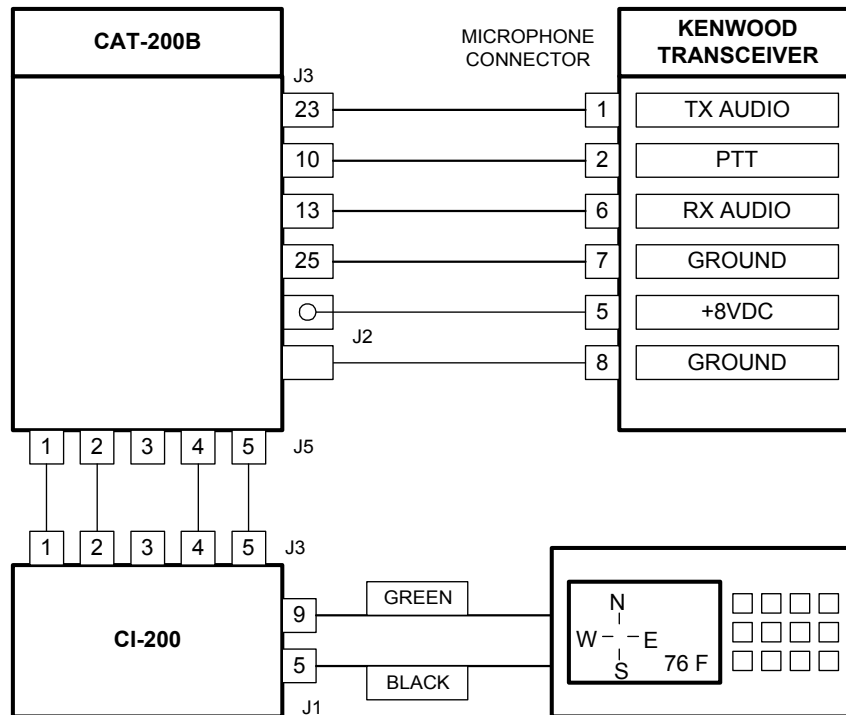 CAT-200B
MICROPHONE
CONNECTOR
KENWOOD
TRANSCEIVER
J3
23
1
TX AUDIO
10
2
PTT
13
6
RX AUDIO
25
7
GROUND
5
+8VDC
J2
8
GROUND
1 2 3 4 5 J5
1 2 3 4 5 J3
CI-200
9
GREEN
5
BLACK
J1
N
W E
S
76 F